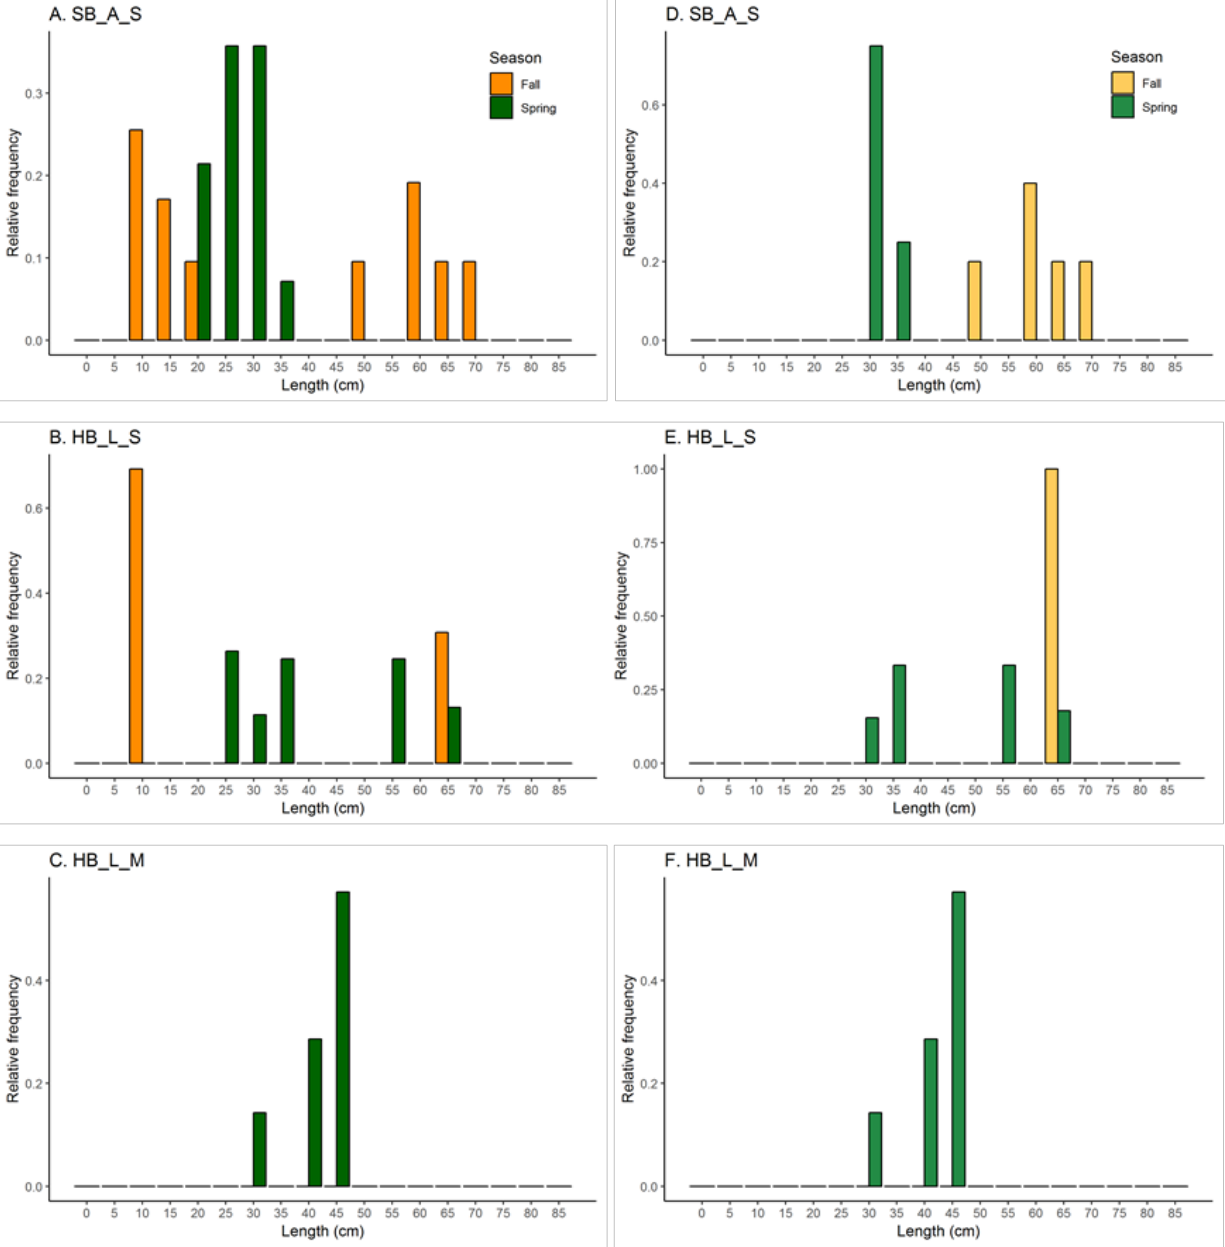 A. SB_A_S
Season
Fall
Spring
Relative frequency
0.3
0.2
0.1
0.0
0 5 10 15 20 25 30 35 40 45 50 55 60 65 70 75 80 85
Length (cm)
D. SB_A_S
Season
Fall
Spring
Relative frequency
0.6
0.4
0.2
0.0
0 5 10 15 20 25 30 35 40 45 50 55 60 65 70 75 80 85
Length (cm)
B. HB_L_S
Relative frequency
0.6
0.4
0.2
0.0
0 5 10 15 20 25 30 35 40 45 50 55 60 65 70 75 80 85
Length (cm)
E. HB_L_S
Relative frequency
1.00
0.75
0.50
0.25
0.00
0 5 10 15 20 25 30 35 40 45 50 55 60 65 70 75 80 85
Length (cm)
C. HB_L_M
Relative frequency
0.4
0.2
0.0
0 5 10 15 20 25 30 35 40 45 50 55 60 65 70 75 80 85
Length (cm)
F. HB_L_M
Relative frequency
0.4
0.2
0.0
0 5 10 15 20 25 30 35 40 45 50 55 60 65 70 75 80 85
Length (cm)